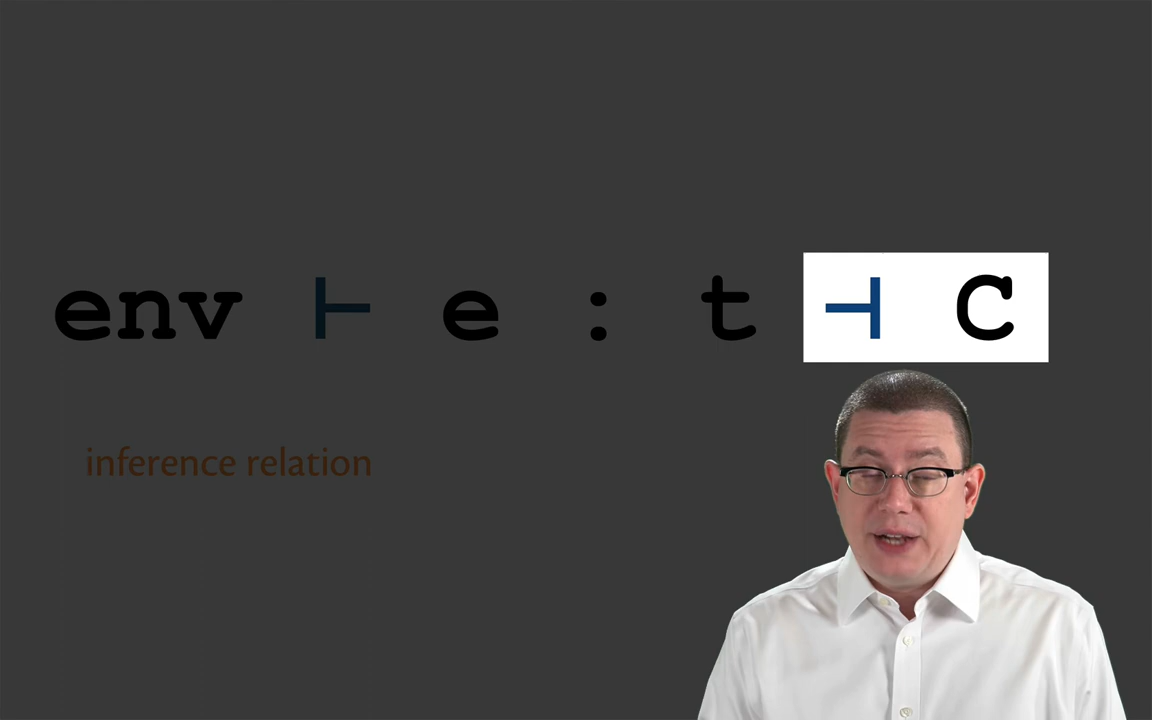 env ⊢ e : t ⊣ C
inference relation